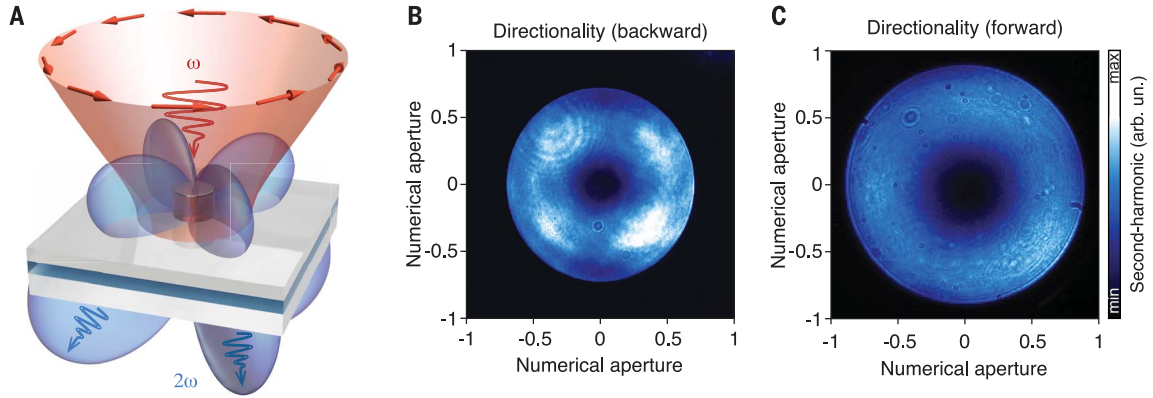 A
ω
2ω
B
Directionality (backward)
Numerical aperture
1
0.5
0
-0.5
-1
-1
-0.5
0
0.5
1
Numerical aperture
C
Directionality (forward)
Numerical aperture
1
0.5
0
-0.5
-1
-1
-0.5
0
0.5
1
Numerical aperture
max
min
Second-harmonic (arb. un.)